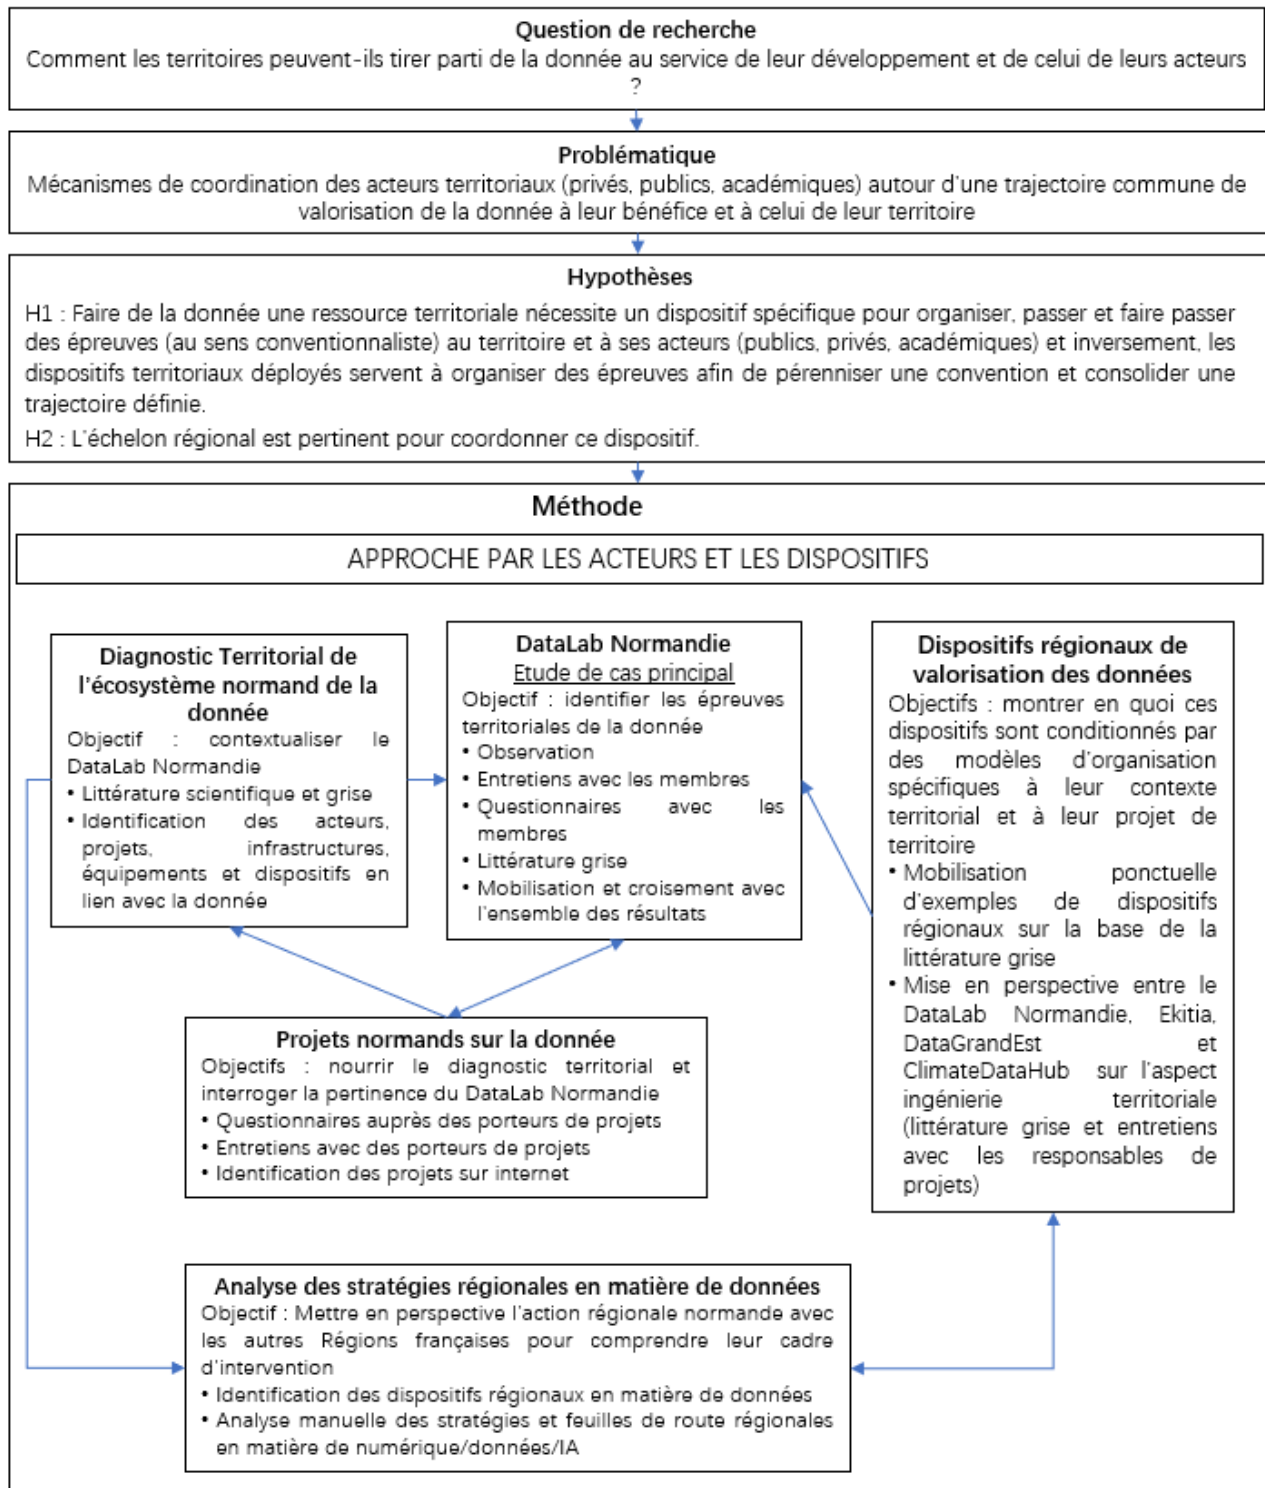 Question de recherche
Comment les territoires peuvent-ils tirer parti de la donnée au service de leur développement et de celui de leurs acteurs
?
Problématique
Mécanismes de coordination des acteurs territoriaux (privés, publics, académiques) autour d'une trajectoire commune de
valorisation de la donnée à leur bénéfice et à celui de leur territoire
Hypothèses
H1 : Faire de la donnée une ressource territoriale nécessite un dispositif spécifique pour organiser, passer et faire passer
des épreuves (au sens conventionnaliste) au territoire et à ses acteurs (publics, privés, académiques) et inversement, les
dispositifs territoriaux déployés servent à organiser des épreuves afin de pérenniser une convention et consolider une
trajectoire définie.
H2 : L'échelon régional est pertinent pour coordonner ce dispositif.
Méthode
APPROCHE PAR LES ACTEURS ET LES DISPOSITIFS
Diagnostic Territorial de
l'écosystème normand de la
donnée
Objectif : contextualiser le
DataLab Normandie
• Littérature scientifique et grise
• Identification des acteurs,
projets, infrastructures,
équipements et dispositifs en
lien avec la donnée
DataLab Normandie
Etude de cas principal
Objectif : identifier les épreuves
territoriales de la donnée
• Observation
• Entretiens avec les membres
• Questionnaires avec les
membres
• Littérature grise
• Mobilisation et croisement avec
l'ensemble des résultats
Dispositifs régionaux de
valorisation des données
Objectifs : montrer en quoi ces
dispositifs sont conditionnés par
des modèles d'organisation
spécifiques à leur contexte
territorial et à leur projet de
territoire
• Mobilisation ponctuelle
d'exemples de dispositifs
régionaux sur la base de la
littérature grise
• Mise en perspective entre le
DataLab Normandie, Ekitia,
DataGrandEst et
ClimateDataHub sur l'aspect
ingénierie territoriale
(littérature grise et entretiens
avec les responsables de
projets)
Projets normands sur la donnée
Objectifs : nourrir le diagnostic territorial et
interroger la pertinence du DataLab Normandie
• Questionnaires auprès des porteurs de projets
• Entretiens avec des porteurs de projets
• Identification des projets sur internet
Analyse des stratégies régionales en matière de données
Objectif : Mettre en perspective l'action régionale normande avec
les autres Régions françaises pour comprendre leur cadre
d'intervention
• Identification des dispositifs régionaux en matière de données
• Analyse manuelle des stratégies et feuilles de route régionales
en matière de numérique/données/IA